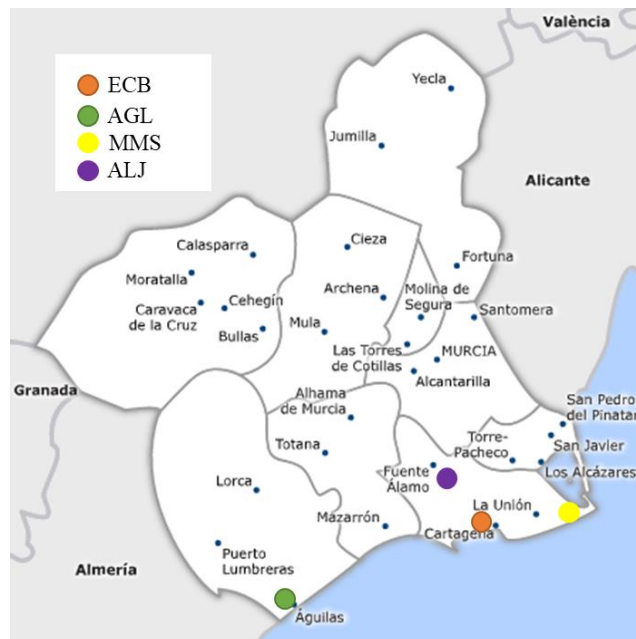 València
Yecla
ECB
AGL
MMS
ALJ
Jumilla
Alicante
Calasparra
Cieza
Fortuna
Moratalla
Archena
Molina de
Segura
Santomera
Caravaca
de la Cruz
Cehegín
Bullas
Mula
Las Torres
de Cotillas
MURCIA
Alcantarilla
Granada
Alhama
de Murcia
San Pedro
del Pinatar
Totana
Torre-
Pacheco
San Javier
Los Alcázares
Fuente
Álamo
Lorca
La Unión
Mazarrón
Cartagena
Puerto
Lumbreras
Almería
Águilas